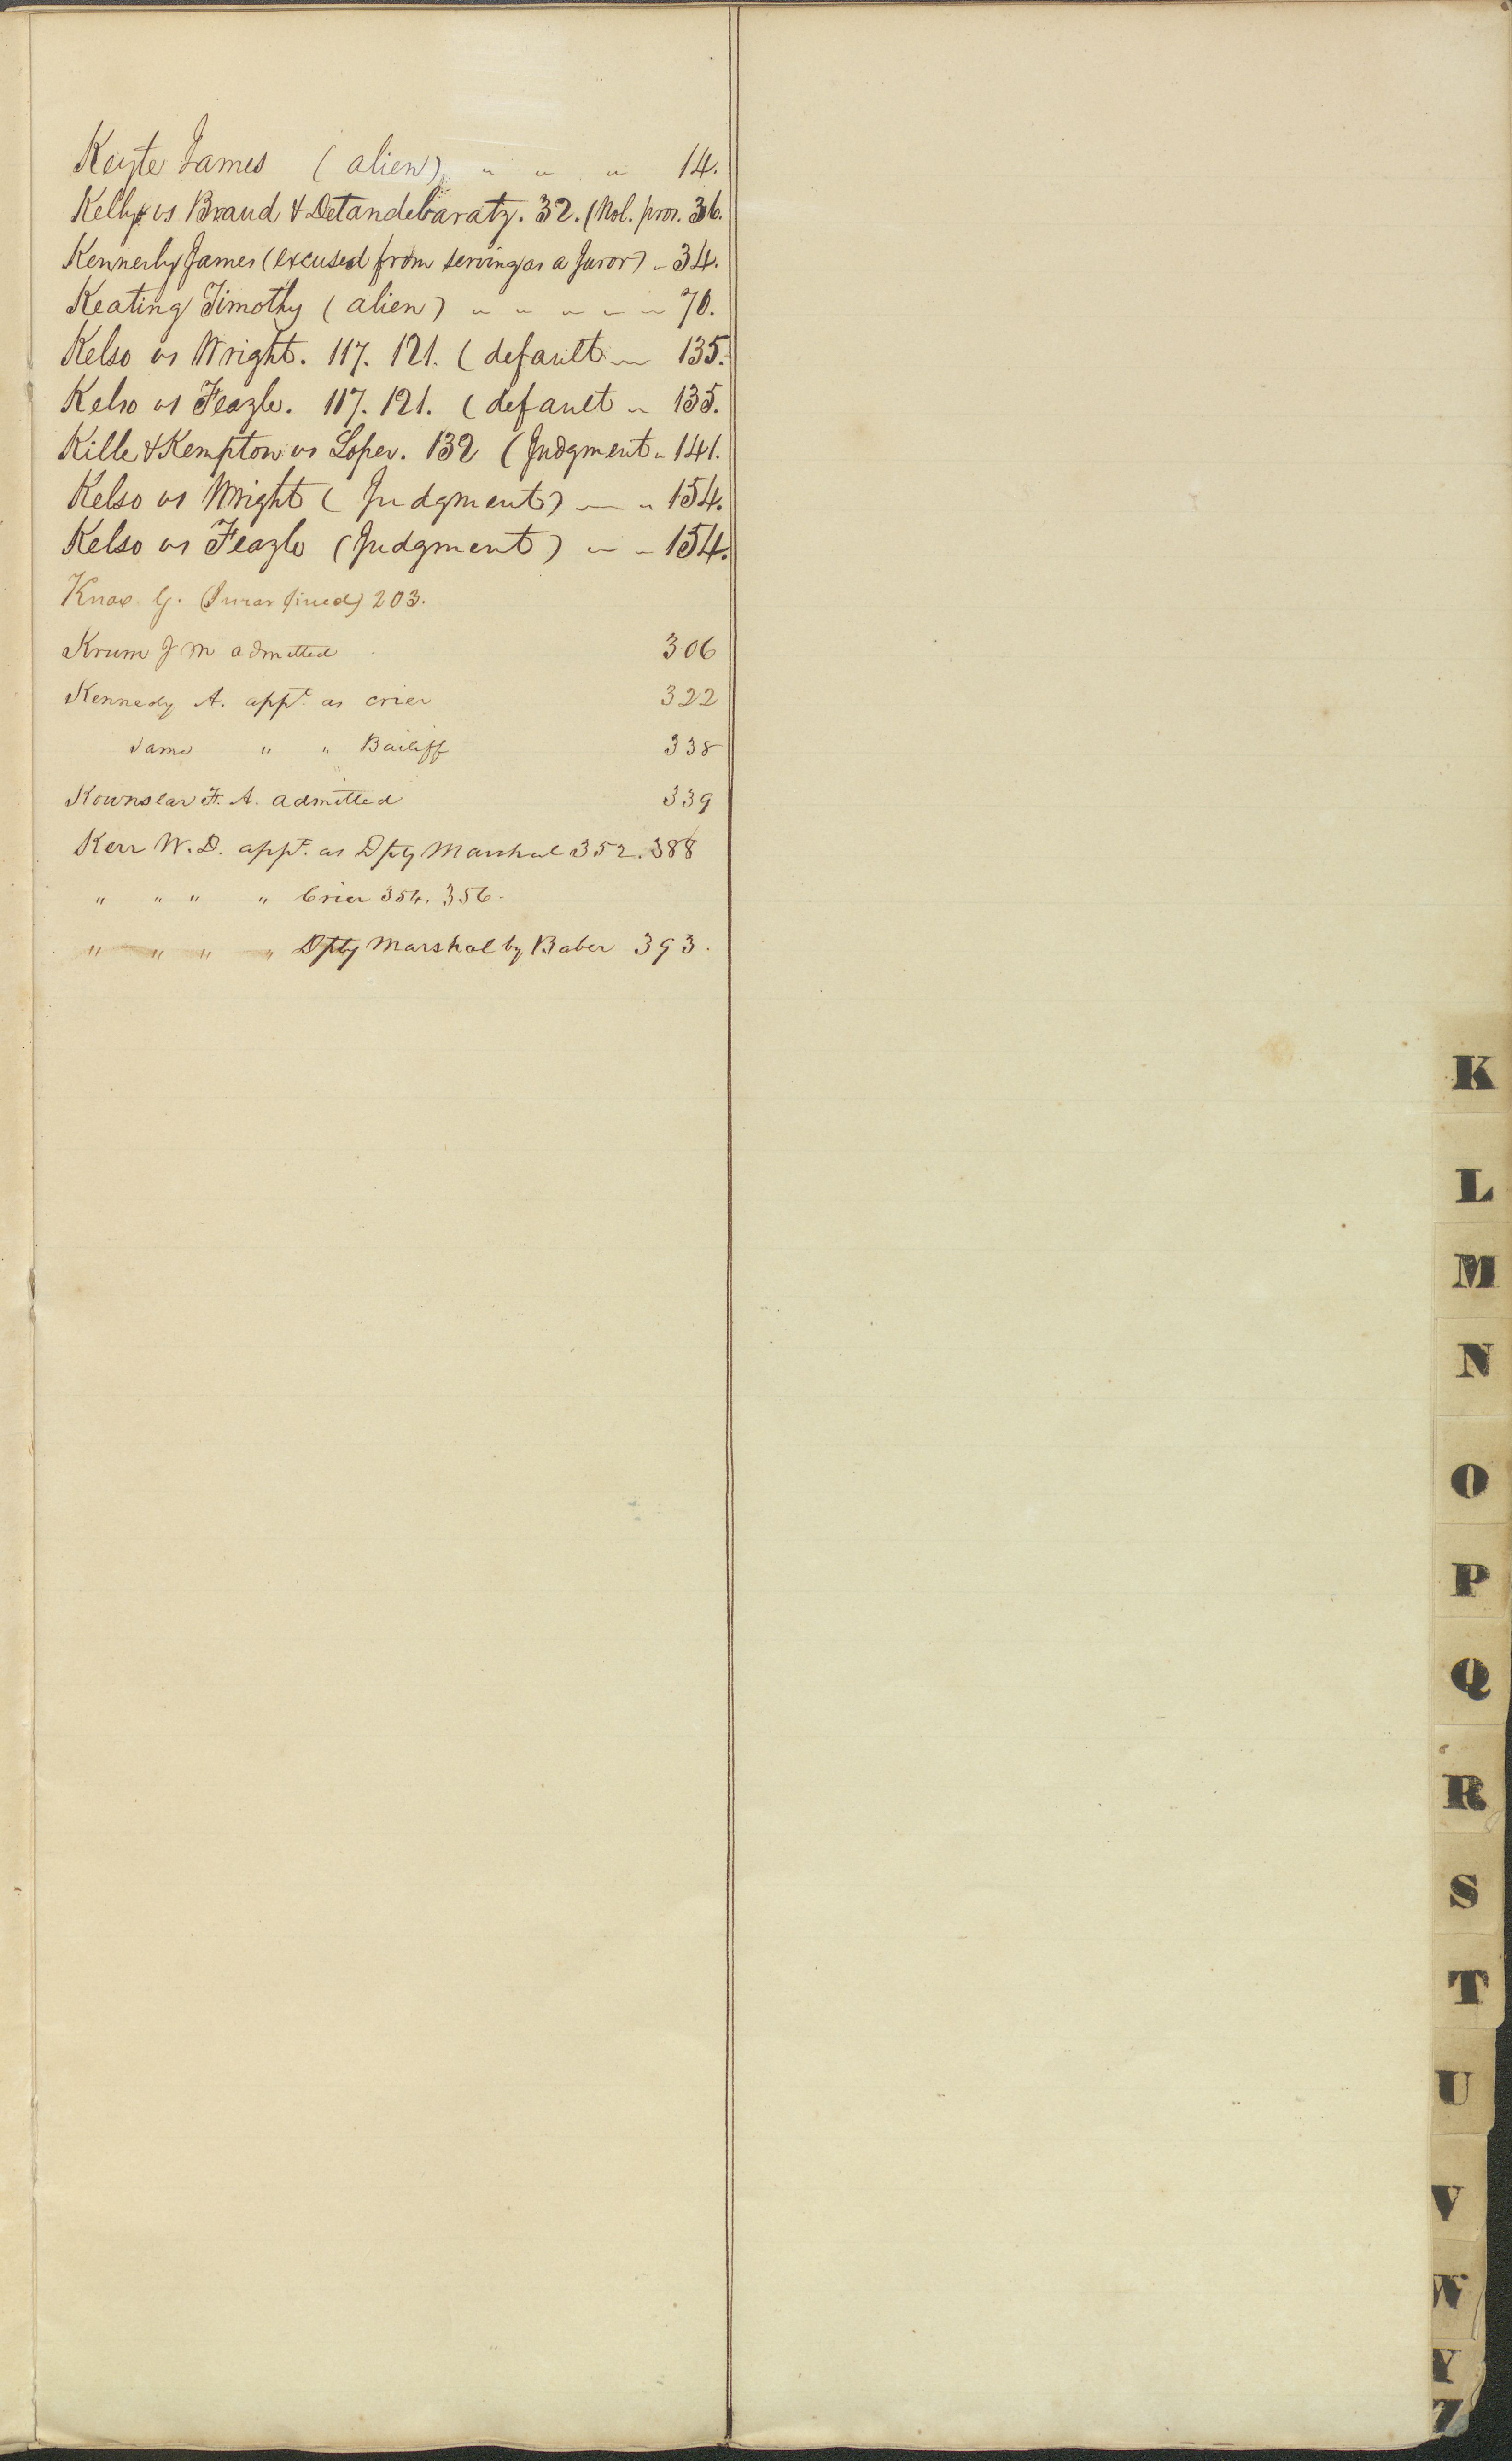 Keyte James (alien) " " " 14.
Kelly vs Braud & Detandebaratz. 32. (Nol. pros. 36.
Kennerly James (excused from serving as a Juror) " 34.
Keating Timothy (alien) " " " " " 70.
Kelso vs Wright. 117. 121. (default " 135.
Kelso vs Feazle. 117. 121. (default " 135.
Kille & Kempton vs Loper. 132 (Judgment " 141.
Kelso vs Wright (Judgment) " " 154.
Kelso vs Feazle (Judgment) " " 154.
Knox G. (Juror fined) 203.
Krum J M admitted 306
Kennedy A. appt. as crier 322
Same " " Bailiff 338
Kownslar F. A. admitted 339
Kerr W. D. appt. as Dpty Marshal 352. 388
" " " " Crier 354. 356.
" " " " Dpty Marshal by Baber 393.
K
L
M
N
O
P
Q
R
S
T
U
V
W
Y
Z